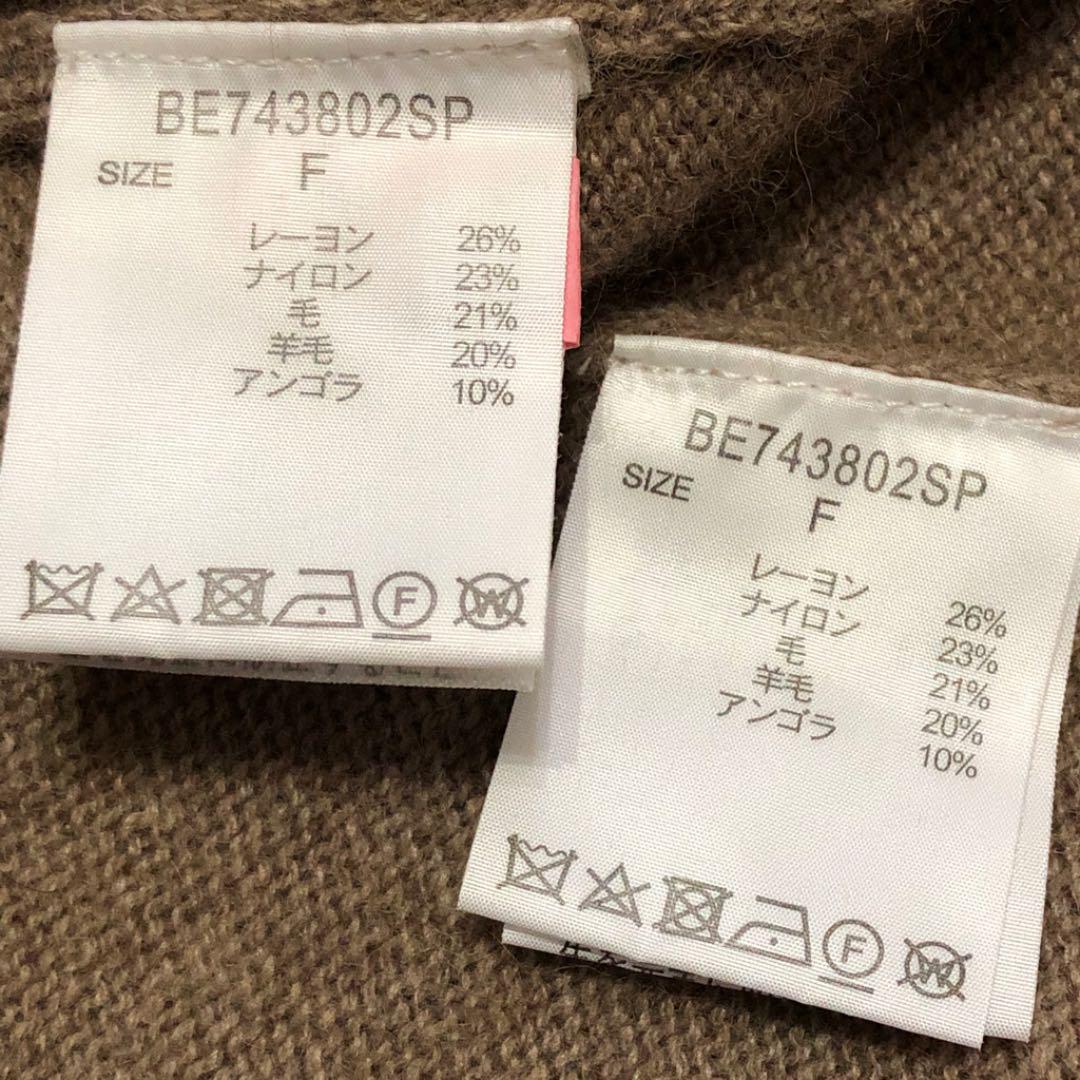 BE743802SP
SIZE F
レーヨン 26%
ナイロン 23%
毛 21%
羊毛 20%
アンゴラ 10%
F W
BE743802SP
SIZE F
レーヨン 26%
ナイロン 23%
毛 21%
羊毛 20%
アンゴラ 10%
F W